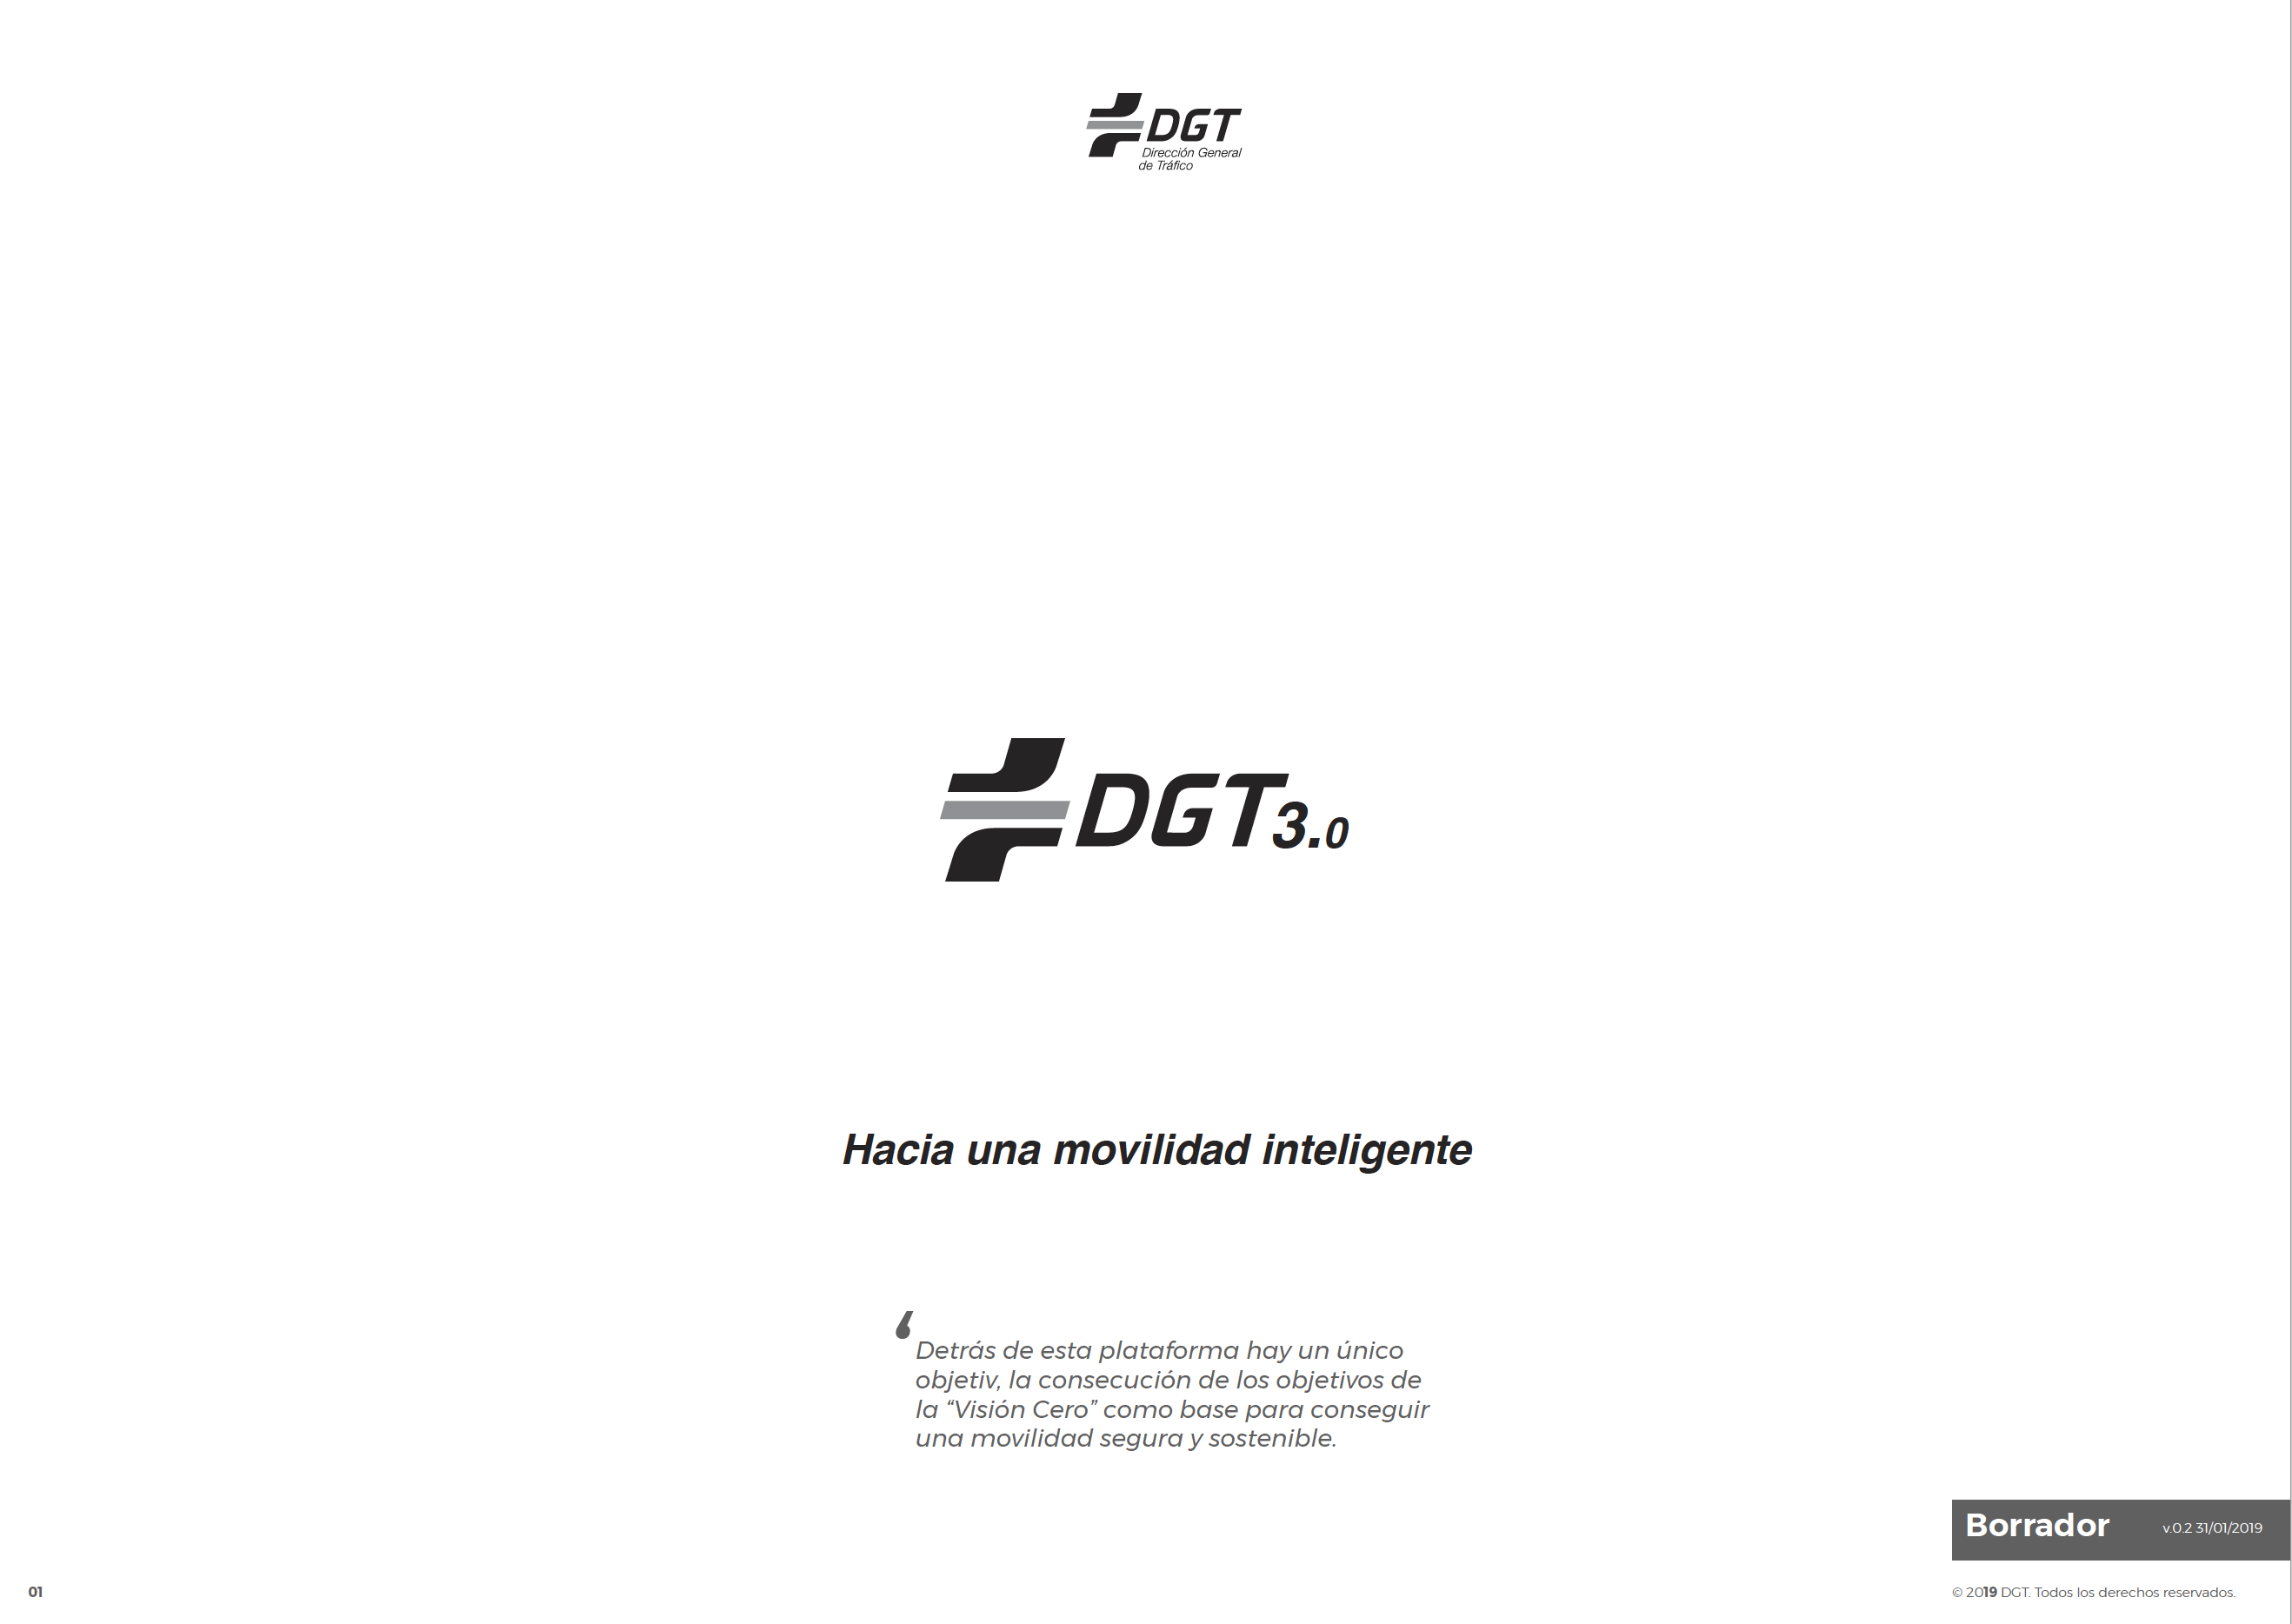 DGT
Dirección General
de Tráfico
DGT3.0
Hacia una movilidad inteligente
‘
Detrás de esta plataforma hay un único
objetiv, la consecución de los objetivos de
la “Visión Cero” como base para conseguir
una movilidad segura y sostenible.
Borrador v.0.2 31/01/2019
01
© 2019 DGT. Todos los derechos reservados.